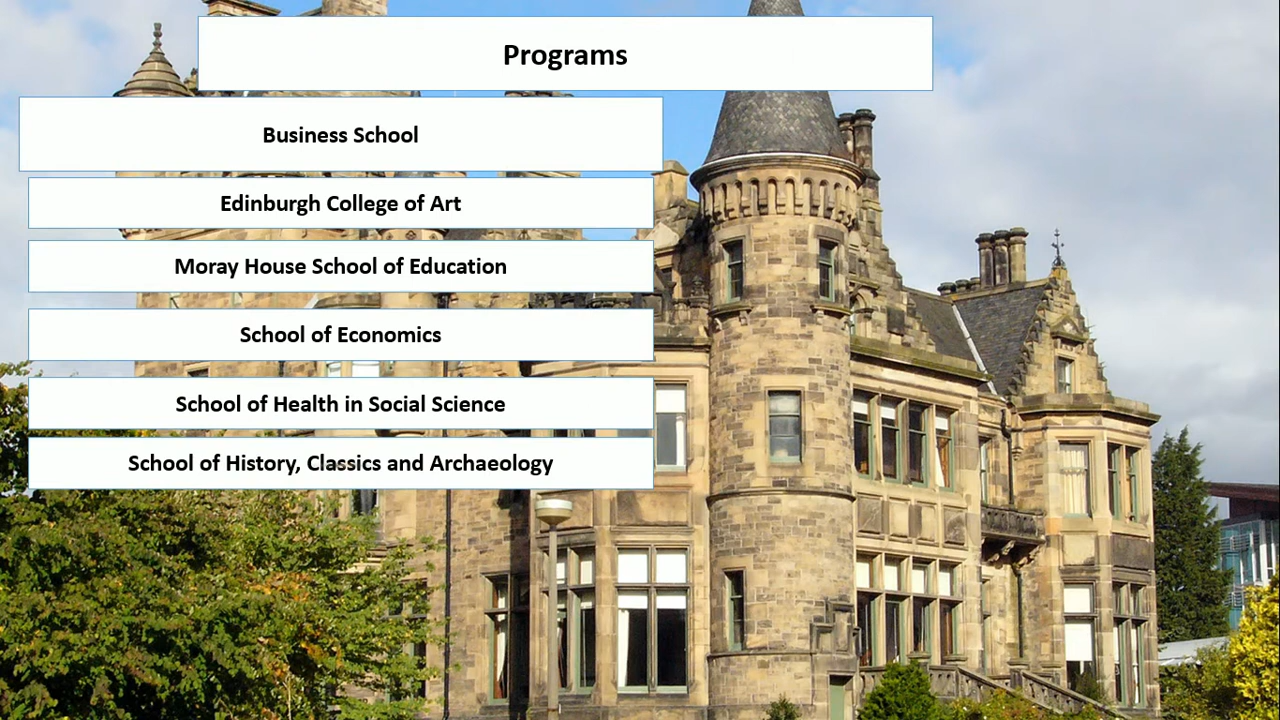 Programs
Business School
Edinburgh College of Art
Moray House School of Education
School of Economics
School of Health in Social Science
School of History, Classics and Archaeology